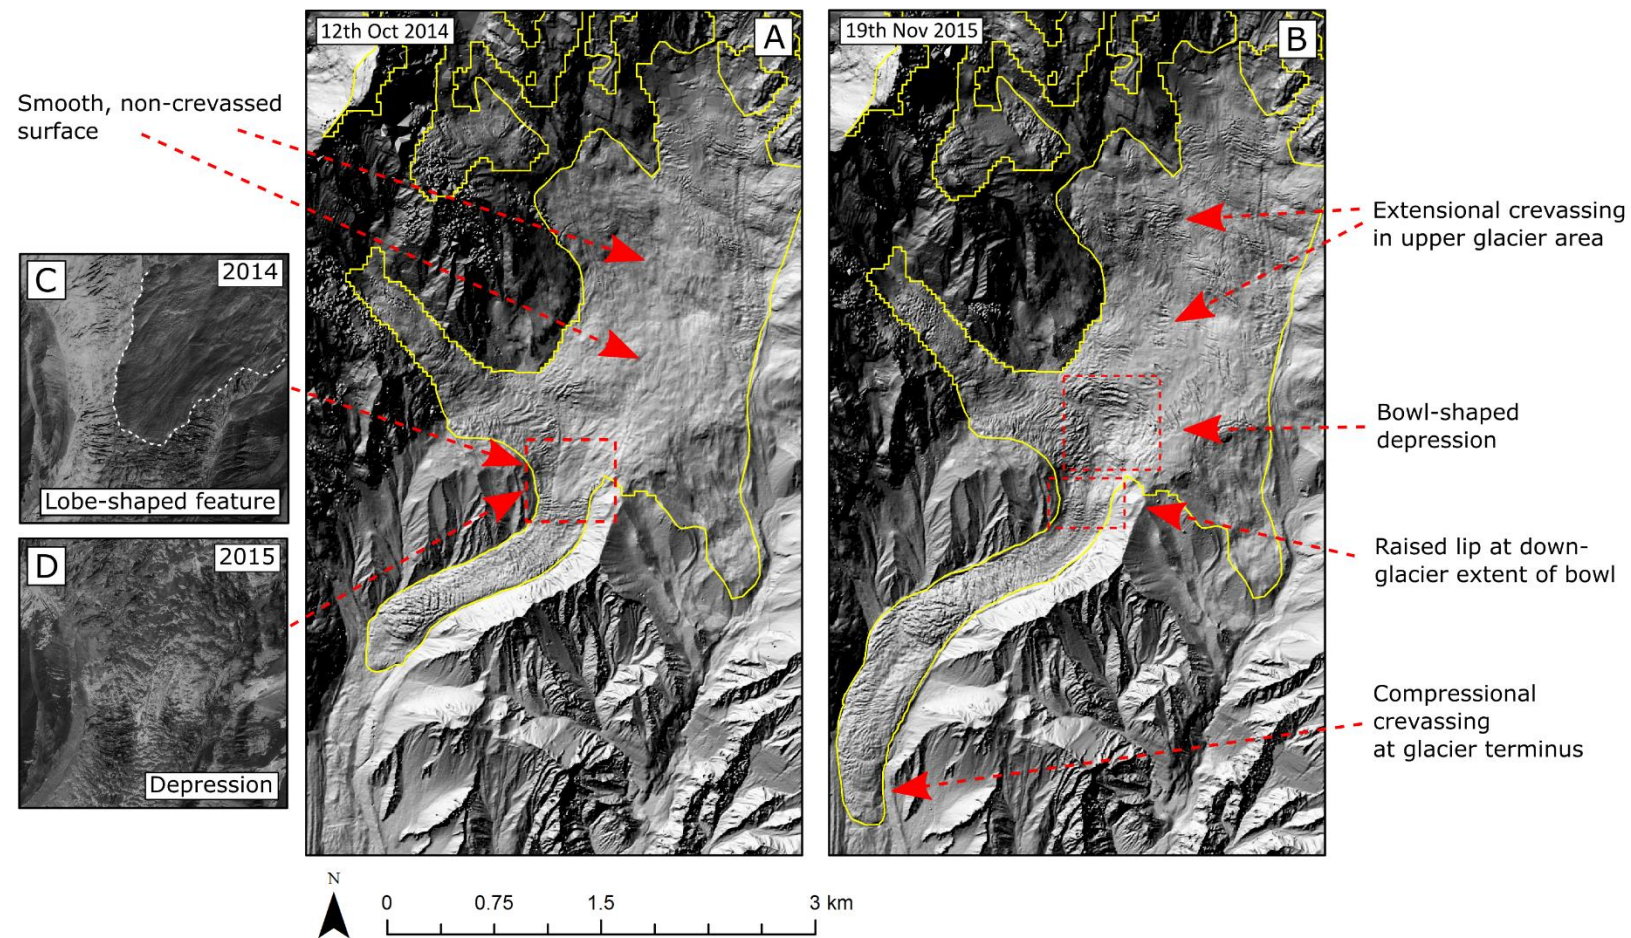 12th Oct 2014
A
19th Nov 2015
B
Smooth, non-crevassed
surface
Extensional crevassing
in upper glacier area
C
2014
Lobe-shaped feature
Bowl-shaped
depression
D
2015
Depression
Raised lip at down-
glacier extent of bowl
Compressional
crevassing
at glacier terminus
N
0 0.75 1.5 3 km